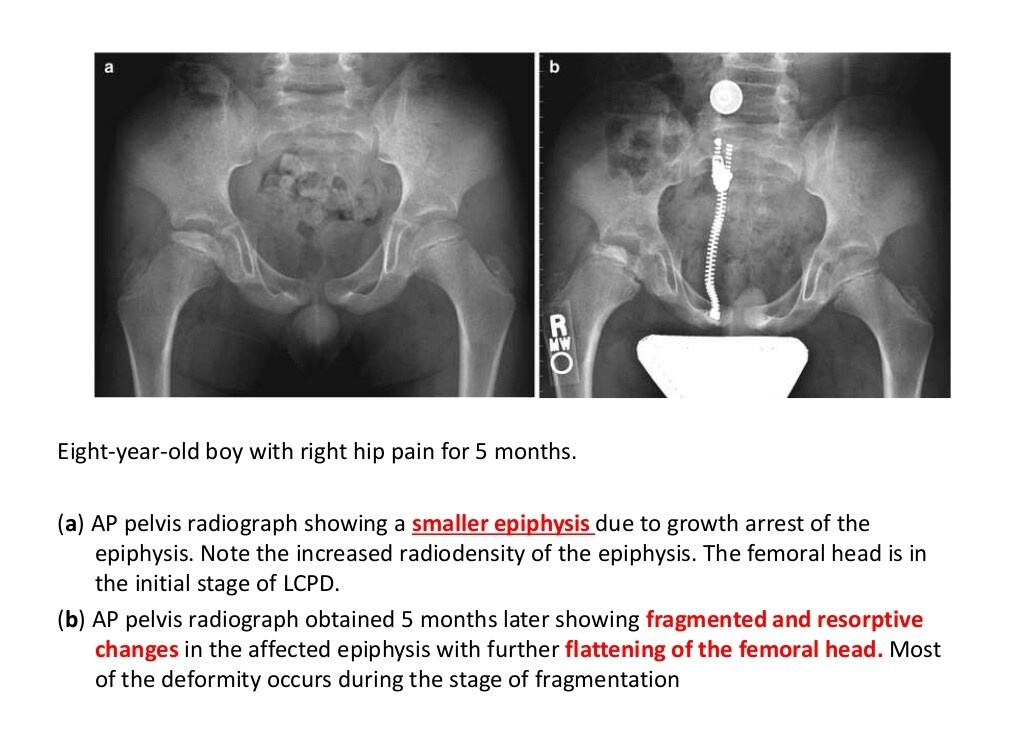 a
b
R
MW
Eight-year-old boy with right hip pain for 5 months.
(a) AP pelvis radiograph showing a smaller epiphysis due to growth arrest of the
epiphysis. Note the increased radiodensity of the epiphysis. The femoral head is in
the initial stage of LCPD.
(b) AP pelvis radiograph obtained 5 months later showing fragmented and resorptive
changes in the affected epiphysis with further flattening of the femoral head. Most
of the deformity occurs during the stage of fragmentation